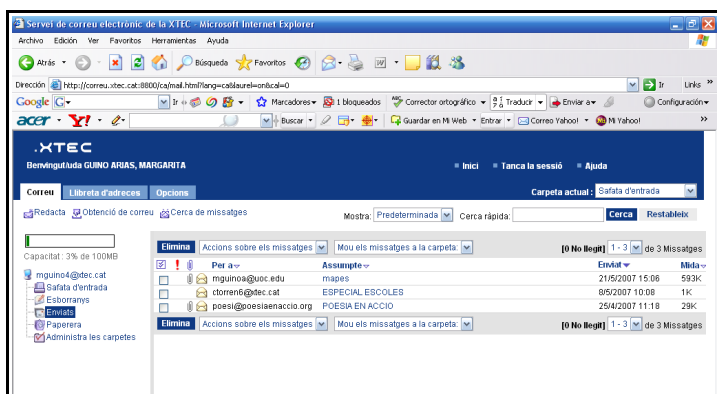 Servei de correu electrònic de la XTEC - Microsoft Internet Explorer
Archivo Edición Ver Favoritos Herramientas Ayuda
Atrás Búsqueda Favoritos
Dirección http://correu.xtec.cat:8800/ca/mail.html?lang=ca&laurel=on&cal=0 Ir Links »
Google G Ir Marcadores 1 bloqueados Corrector ortográfico Traducir Enviar a Configuración
acer Y! Buscar Guardar en Mi Web Entrar Correo Yahoo! Mi Yahoo! »
.XTEC
Benvingut/uda GUINO ARIAS, MARGARITA Inici Tanca la sessió Ajuda
Correu Llibreta d'adreces Opcions Carpeta actual : Safata d'entrada
Redacta Obtenció de correu Cerca de missatges Mostra: Predeterminada Cerca ràpida: Cerca Restableix
Capacitat: 3% de 100MB
mguino4@xtec.cat
Safata d'entrada
Esborranys
Enviats
Paperera
Administra les carpetes
Elimina Accions sobre els missatges Mou els missatges a la carpeta: [0 No llegit] 1 - 3 de 3 Missatges
Per a Assumpte Enviat Mida
mguinoa@uoc.edu mapes 21/5/2007 15:06 593K
ctorren6@xtec.cat ESPECIAL ESCOLES 8/5/2007 10:08 1K
poesi@poesiaenaccio.org POESIA EN ACCIO 25/4/2007 11:18 29K
Elimina Accions sobre els missatges Mou els missatges a la carpeta: [0 No llegit] 1 - 3 de 3 Missatges